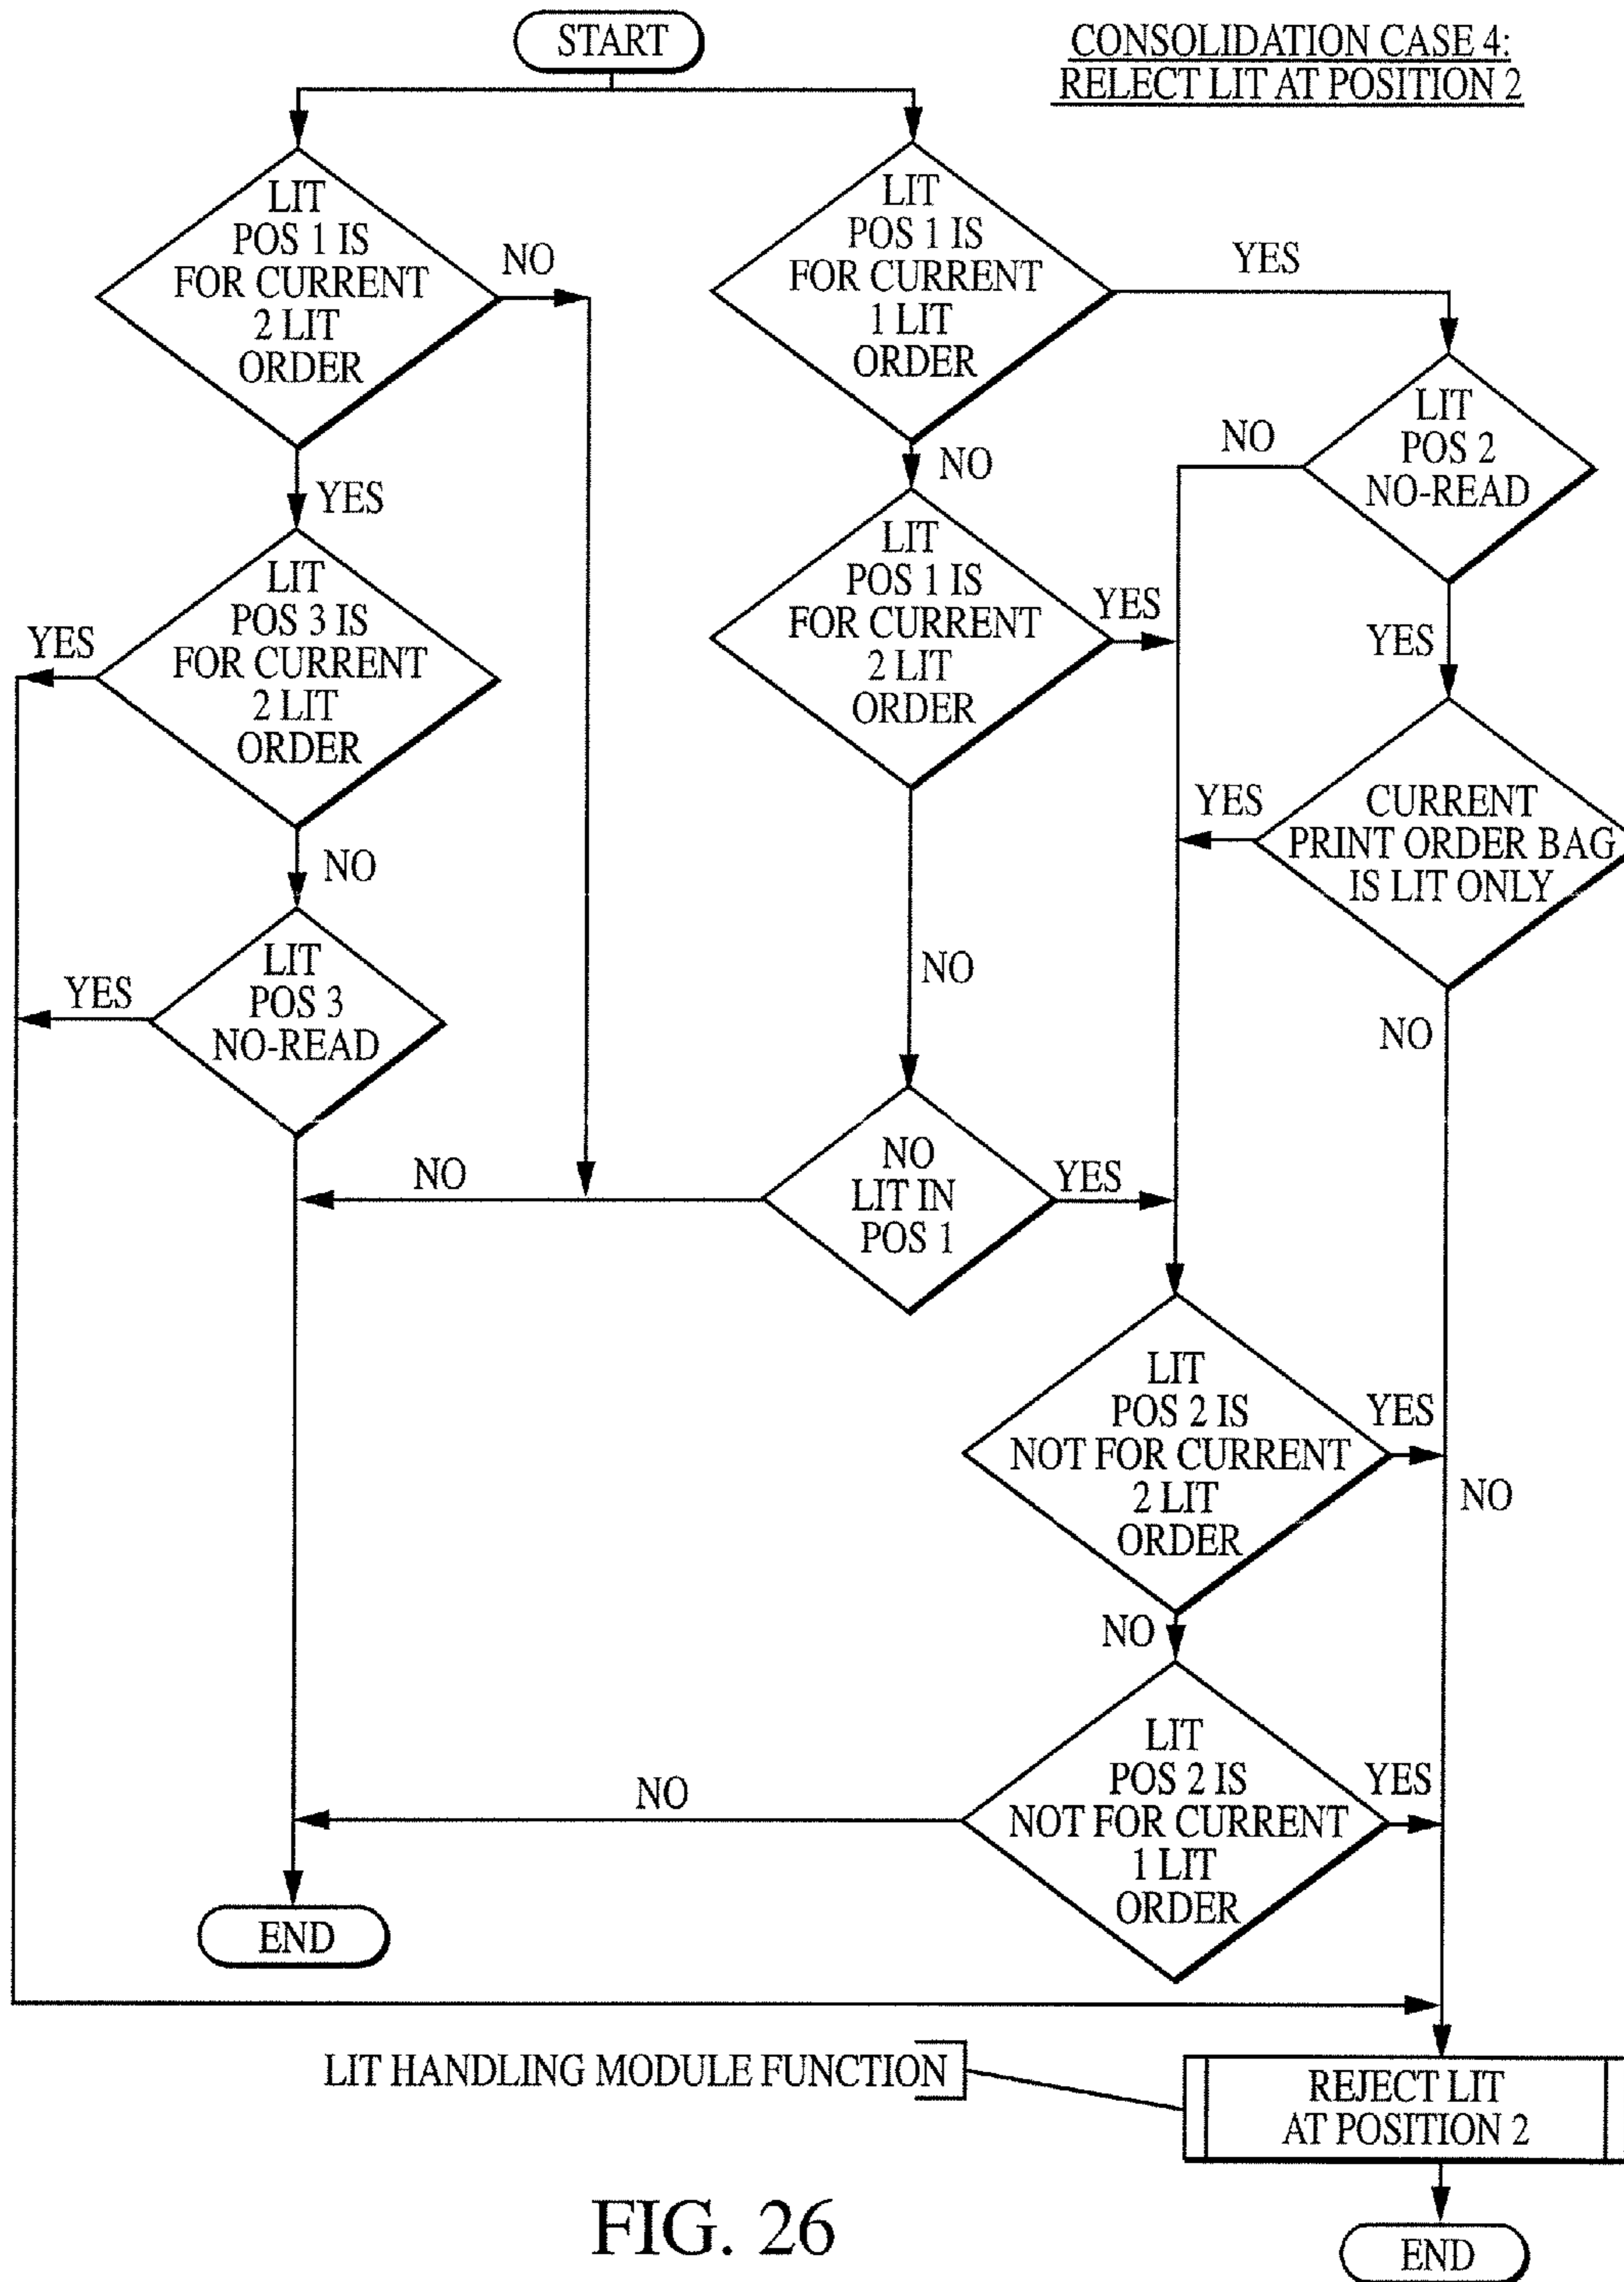 START
CONSOLIDATION CASE 4:
RELECT LIT AT POSITION 2
LIT
POS 1 IS
FOR CURRENT
2 LIT
ORDER
NO
YES
LIT
POS 1 IS
FOR CURRENT
1 LIT
ORDER
YES
NO
LIT
POS 2
NO-READ
NO
YES
LIT
POS 3 IS
FOR CURRENT
2 LIT
ORDER
YES
NO
LIT
POS 1 IS
FOR CURRENT
2 LIT
ORDER
YES
NO
CURRENT
PRINT ORDER BAG
IS LIT ONLY
YES
NO
LIT
POS 3
NO-READ
YES
NO
LIT IN
POS 1
NO
YES
LIT
POS 2 IS
NOT FOR CURRENT
2 LIT
ORDER
YES
NO
NO
LIT
POS 2 IS
NOT FOR CURRENT
1 LIT
ORDER
NO
YES
END
LIT HANDLING MODULE FUNCTION
REJECT LIT
AT POSITION 2
END
FIG. 26